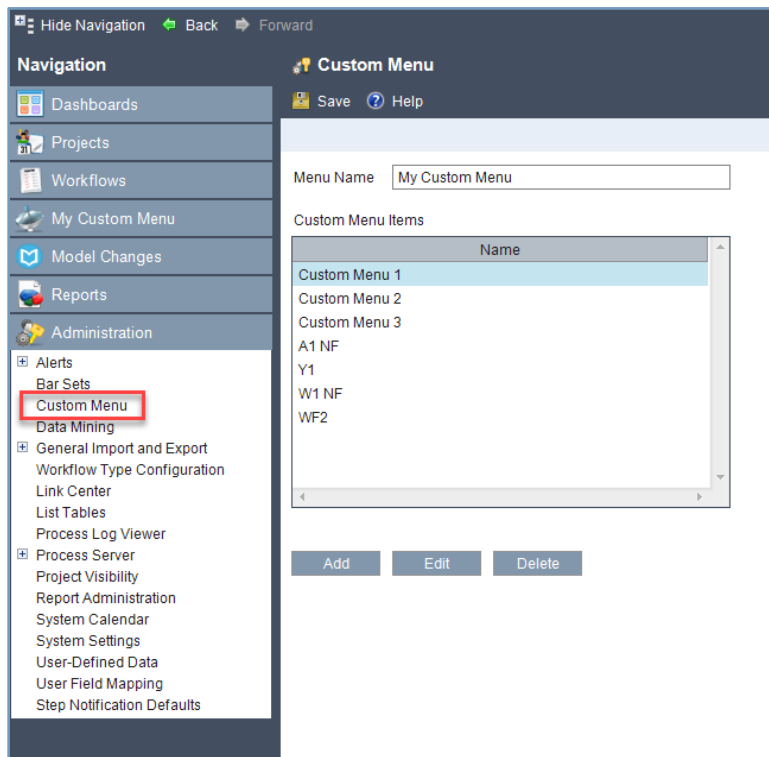 Hide Navigation Back Forward
Navigation
Dashboards
31
Projects
Workflows
My Custom Menu
Model Changes
Reports
Administration
Alerts
Bar Sets
Custom Menu
Data Mining
General Import and Export
Workflow Type Configuration
Link Center
List Tables
Process Log Viewer
Process Server
Project Visibility
Report Administration
System Calendar
System Settings
User-Defined Data
User Field Mapping
Step Notification Defaults
Custom Menu
Save Help
Menu Name My Custom Menu
Custom Menu Items
Name
Custom Menu 1
Custom Menu 2
Custom Menu 3
A1 NF
Y1
W1 NF
WF2
Add Edit Delete